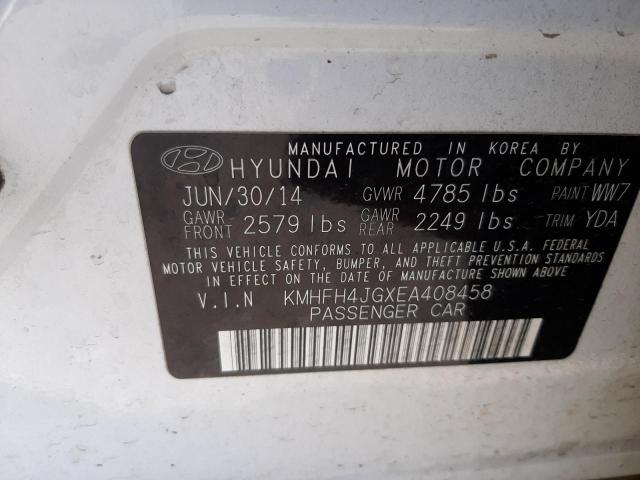 MANUFACTURED IN KOREA BY
HYUNDAI MOTOR COMPANY
JUN/30/14 GVWR 4785 lbs PAINT WW7
GAWR FRONT 2579 lbs GAWR REAR 2249 lbs TRIM YDA
THIS VEHICLE CONFORMS TO ALL APPLICABLE U.S.A. FEDERAL
MOTOR VEHICLE SAFETY, BUMPER, AND THEFT PREVENTION STANDARDS
IN EFFECT ON THE DATE OF MANUFACTURE SHOWN ABOVE.
V.I.N KMHFH4JGXEA408458
PASSENGER CAR